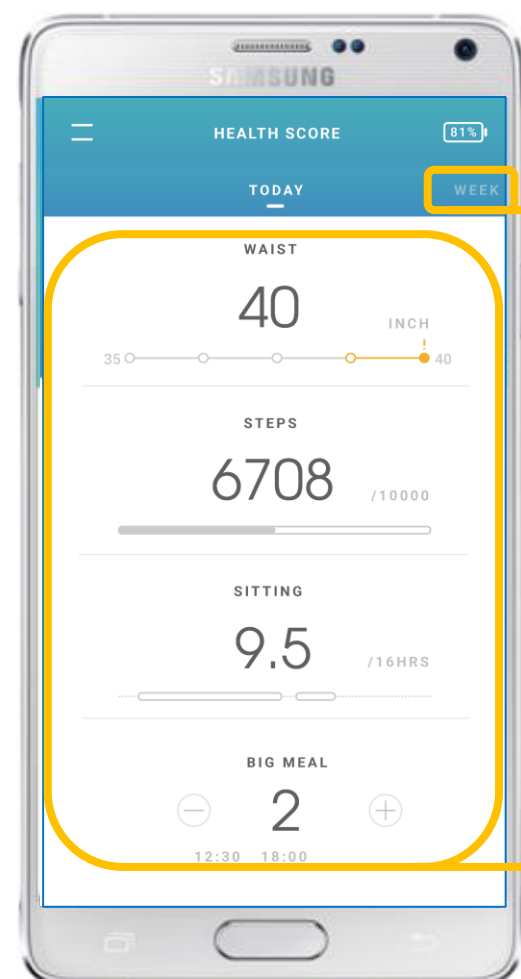 SAMSUNG
HEALTH SCORE
81%
TODAY
WEEK
WAIST
40
INCH
!
35
40
STEPS
6708
/10000
SITTING
9.5
/16HRS
BIG MEAL
2
12:30 18:00